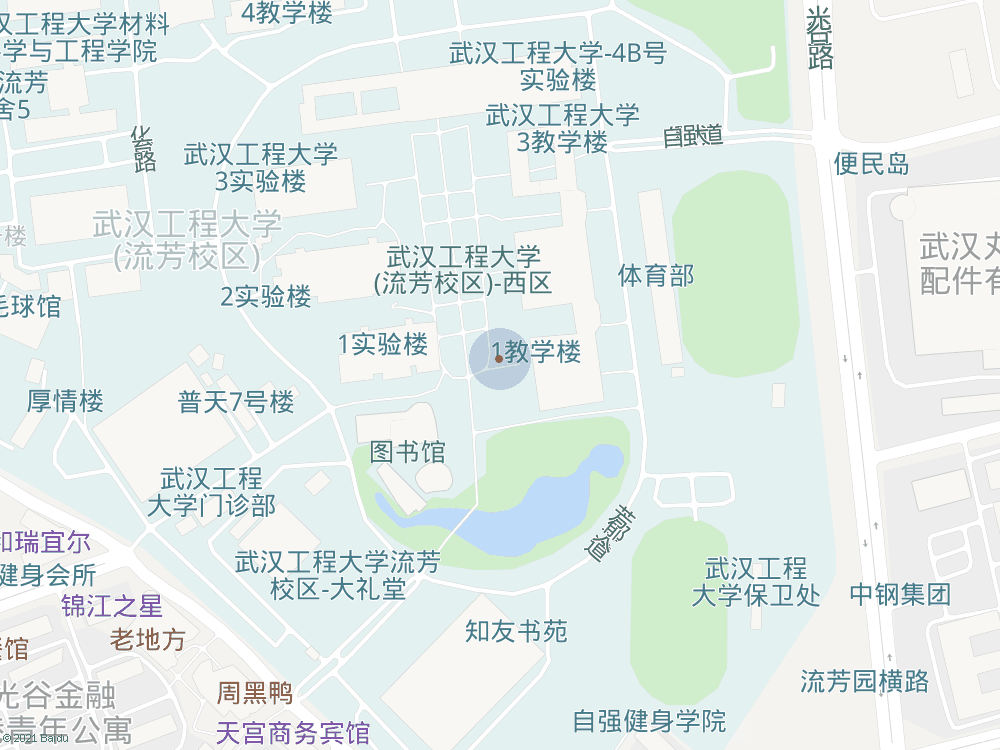 4教学楼
汉工程大学材料
学与工程学院
武汉工程大学-4B号
实验楼
光谷路
流芳
舍5
武汉工程大学
3教学楼
自强大道
化工路
武汉工程大学
3实验楼
便民岛
武汉工程大学
(流芳校区)
楼
武汉工程大学
(流芳校区)-西区
武汉丸
配件有
体育部
2实验楼
毛球馆
1实验楼
1教学楼
厚情楼
普天7号楼
图书馆
武汉工程
大学门诊部
芳都大道
和瑞宜尔
健身会所
武汉工程大学流芳
校区-大礼堂
武汉工程
大学保卫处
中钢集团
锦江之星
老地方
知友书苑
馆
光谷金融
青年公寓
周黑鸭
天宫商务宾馆
流芳园横路
自强健身学院
© 2021 Baidu